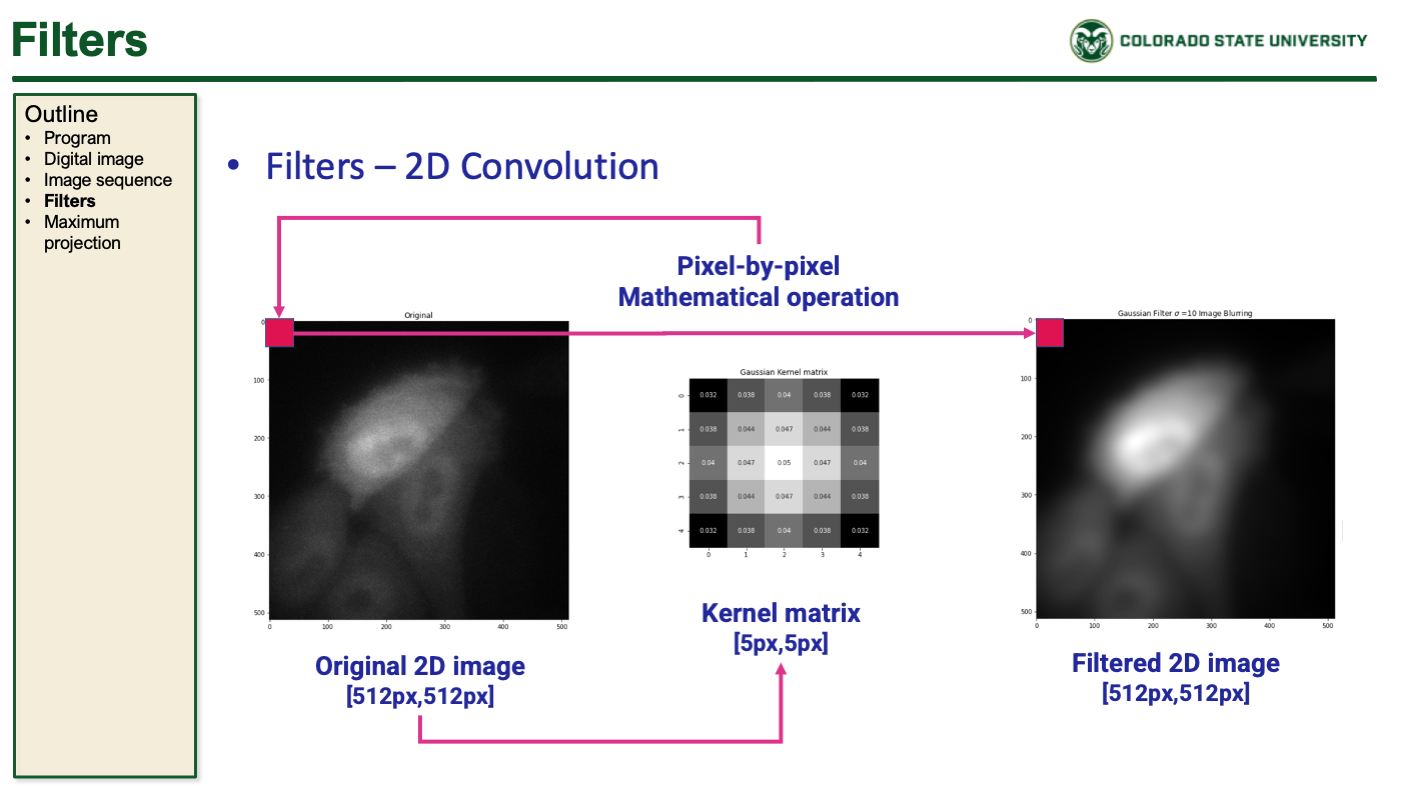 Filters
COLORADO STATE UNIVERSITY
Outline
• Program
• Digital image
• Image sequence
• Filters
• Maximum
projection
• Filters – 2D Convolution
Pixel-by-pixel
Mathematical operation
Original
0
100
200
300
400
500
0 100 200 300 400 500
Original 2D image
[512px,512px]
Gaussian Kernel matrix
0 0.032 0.038 0.04 0.038 0.032
1 0.038 0.044 0.047 0.044 0.038
2 0.04 0.047 0.05 0.047 0.04
3 0.038 0.044 0.047 0.044 0.038
4 0.032 0.038 0.04 0.038 0.032
0 1 2 3 4
Kernel matrix
[5px,5px]
Gaussian Filter σ =10 Image Blurring
0
100
200
300
400
500
0 100 200 300 400 500
Filtered 2D image
[512px,512px]